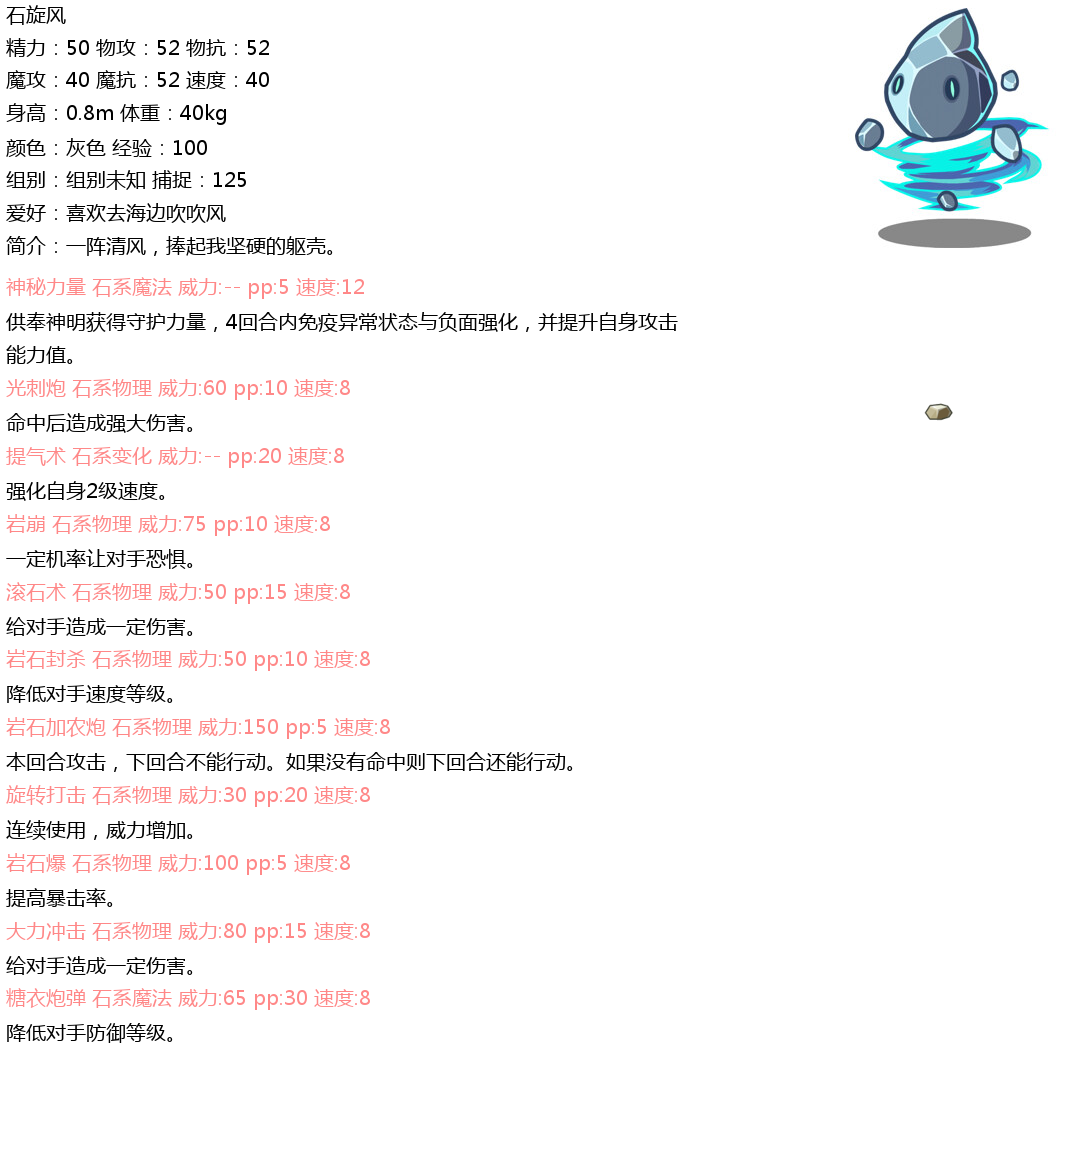 石旋风
精力：50 物攻：52 物抗：52
魔攻：40 魔抗：52 速度：40
身高：0.8m 体重：40kg
颜色：灰色 经验：100
组别：组别未知 捕捉：125
爱好：喜欢去海边吹吹风
简介：一阵清风，捧起我坚硬的躯壳。
神秘力量 石系魔法 威力:-- pp:5 速度:12
供奉神明获得守护力量，4回合内免疫异常状态与负面强化，并提升自身攻击
能力值。
光刺炮 石系物理 威力:60 pp:10 速度:8
命中后造成强大伤害。
提气术 石系变化 威力:-- pp:20 速度:8
强化自身2级速度。
岩崩 石系物理 威力:75 pp:10 速度:8
一定机率让对手恐惧。
滚石术 石系物理 威力:50 pp:15 速度:8
给对手造成一定伤害。
岩石封杀 石系物理 威力:50 pp:10 速度:8
降低对手速度等级。
岩石加农炮 石系物理 威力:150 pp:5 速度:8
本回合攻击，下回合不能行动。如果没有命中则下回合还能行动。
旋转打击 石系物理 威力:30 pp:20 速度:8
连续使用，威力增加。
岩石爆 石系物理 威力:100 pp:5 速度:8
提高暴击率。
大力冲击 石系物理 威力:80 pp:15 速度:8
给对手造成一定伤害。
糖衣炮弹 石系魔法 威力:65 pp:30 速度:8
降低对手防御等级。